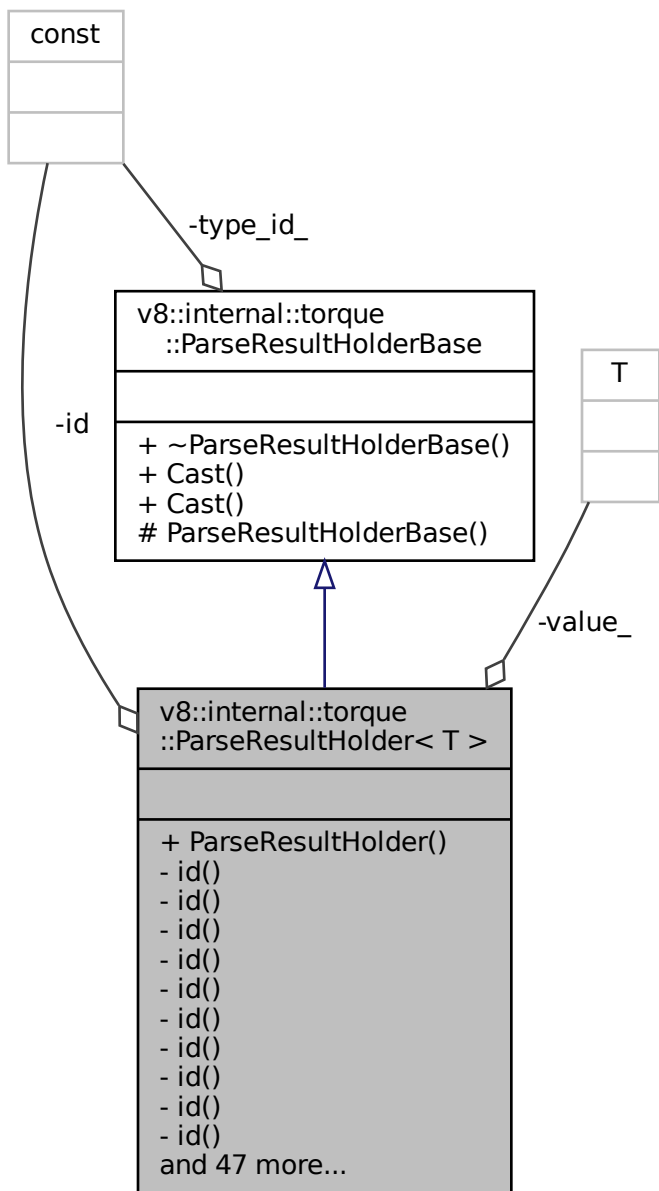 const
-type_id_
v8::internal::torque
::ParseResultHolderBase
T
-id
+ ~ParseResultHolderBase()
+ Cast()
+ Cast()
# ParseResultHolderBase()
-value_
v8::internal::torque
::ParseResultHolder< T >
+ ParseResultHolder()
- id()
- id()
- id()
- id()
- id()
- id()
- id()
- id()
- id()
- id()
and 47 more...